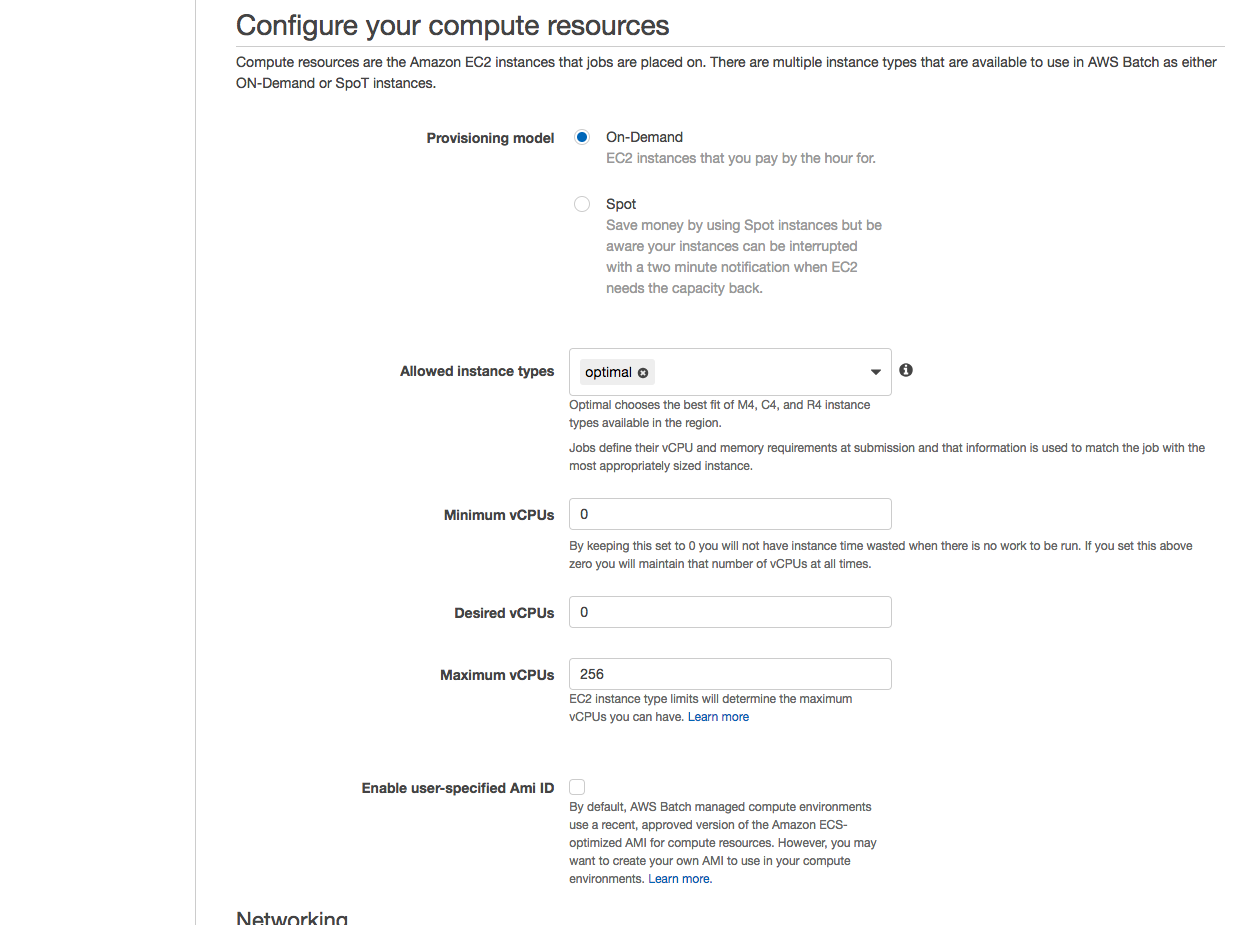 Configure your compute resources
Compute resources are the Amazon EC2 instances that jobs are placed on. There are multiple instance types that are available to use in AWS Batch as either
ON-Demand or SpoT instances.
Provisioning model
On-Demand
EC2 instances that you pay by the hour for.
Spot
Save money by using Spot instances but be
aware your instances can be interrupted
with a two minute notification when EC2
needs the capacity back.
Allowed instance types
optimal
Optimal chooses the best fit of M4, C4, and R4 instance
types available in the region.
Jobs define their vCPU and memory requirements at submission and that information is used to match the job with the
most appropriately sized instance.
Minimum vCPUs
0
By keeping this set to 0 you will not have instance time wasted when there is no work to be run. If you set this above
zero you will maintain that number of vCPUs at all times.
Desired vCPUs
0
Maximum vCPUs
256
EC2 instance type limits will determine the maximum
vCPUs you can have. Learn more
Enable user-specified Ami ID
By default, AWS Batch managed compute environments
use a recent, approved version of the Amazon ECS-
optimized AMI for compute resources. However, you may
want to create your own AMI to use in your compute
environments. Learn more.
Networking